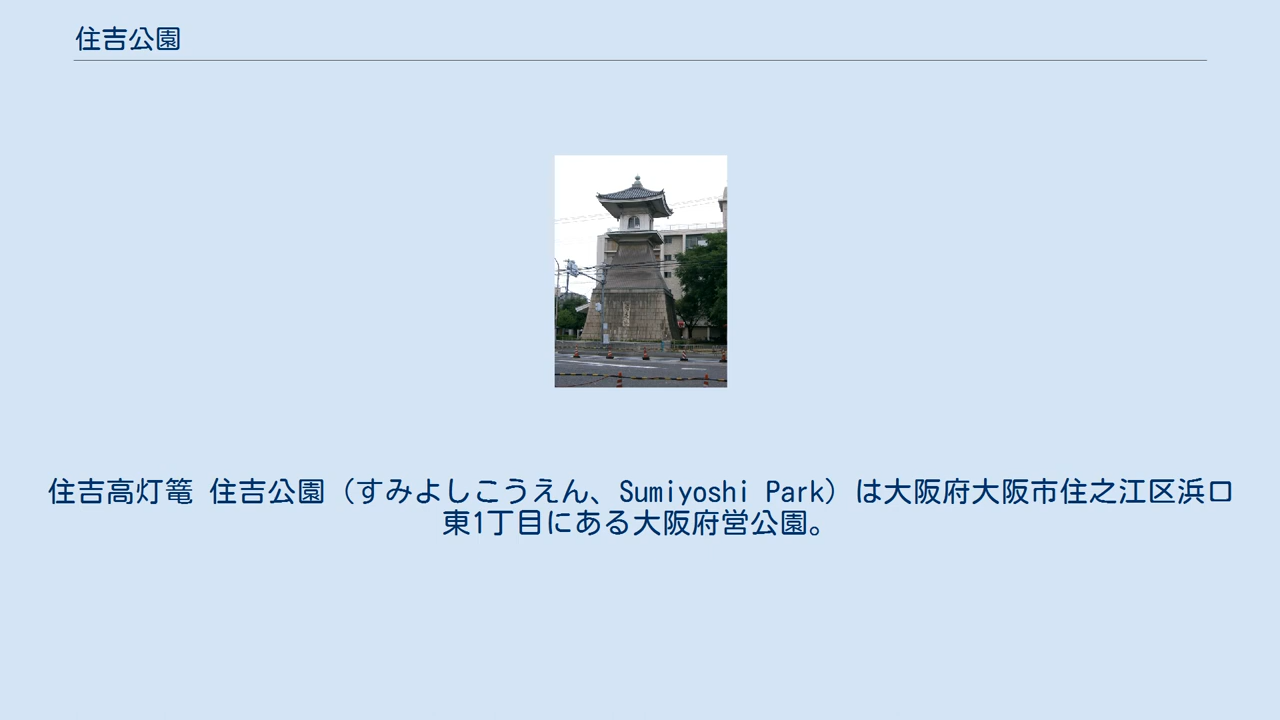 住吉公園
住吉高灯篭 住吉公園（すみよしこうえん、Sumiyoshi Park）は大阪府大阪市住之江区浜口
東1丁目にある大阪府営公園。